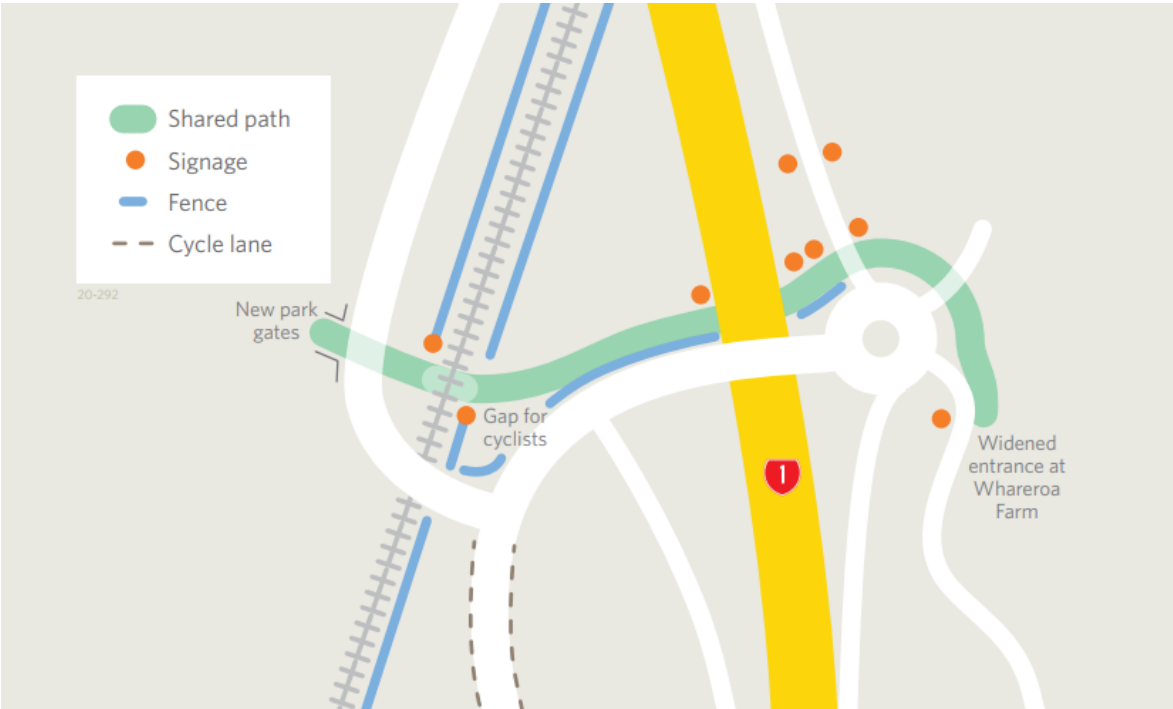 Shared path
Signage
Fence
Cycle lane
20-292
New park
gates
Gap for
cyclists
1
Widened
entrance at
Whareroa
Farm